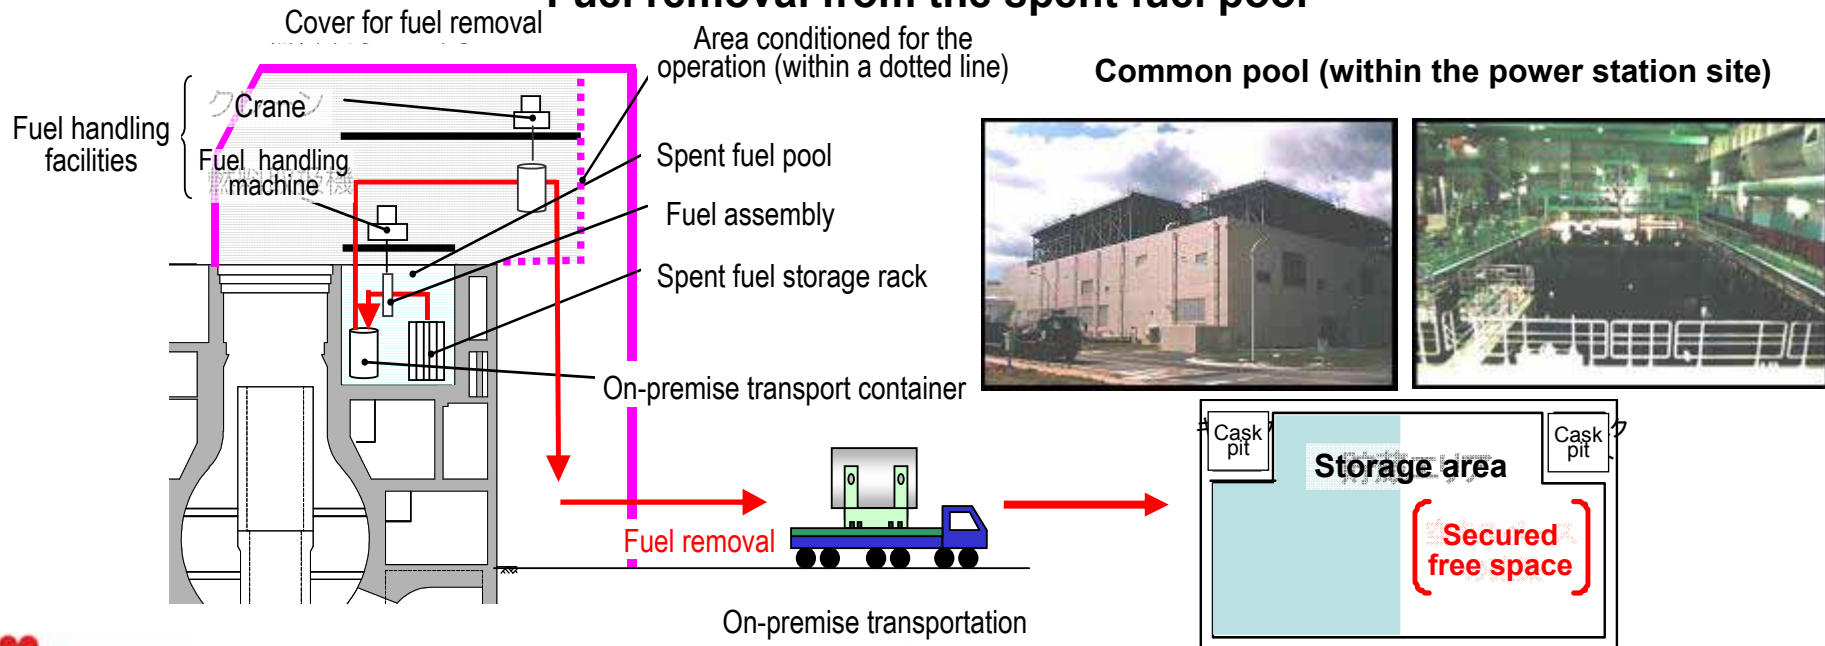 Fuel removal from the spent fuel pool
Cover for fuel removal
Area conditioned for the
operation (within a dotted line)
Common pool (within the power station site)
Crane
Fuel handling
facilities
Fuel handling
machine
Spent fuel pool
Fuel assembly
Spent fuel storage rack
On-premise transport container
Cask
pit
Cask
pit
Storage area
Secured
free space
Fuel removal
On-premise transportation